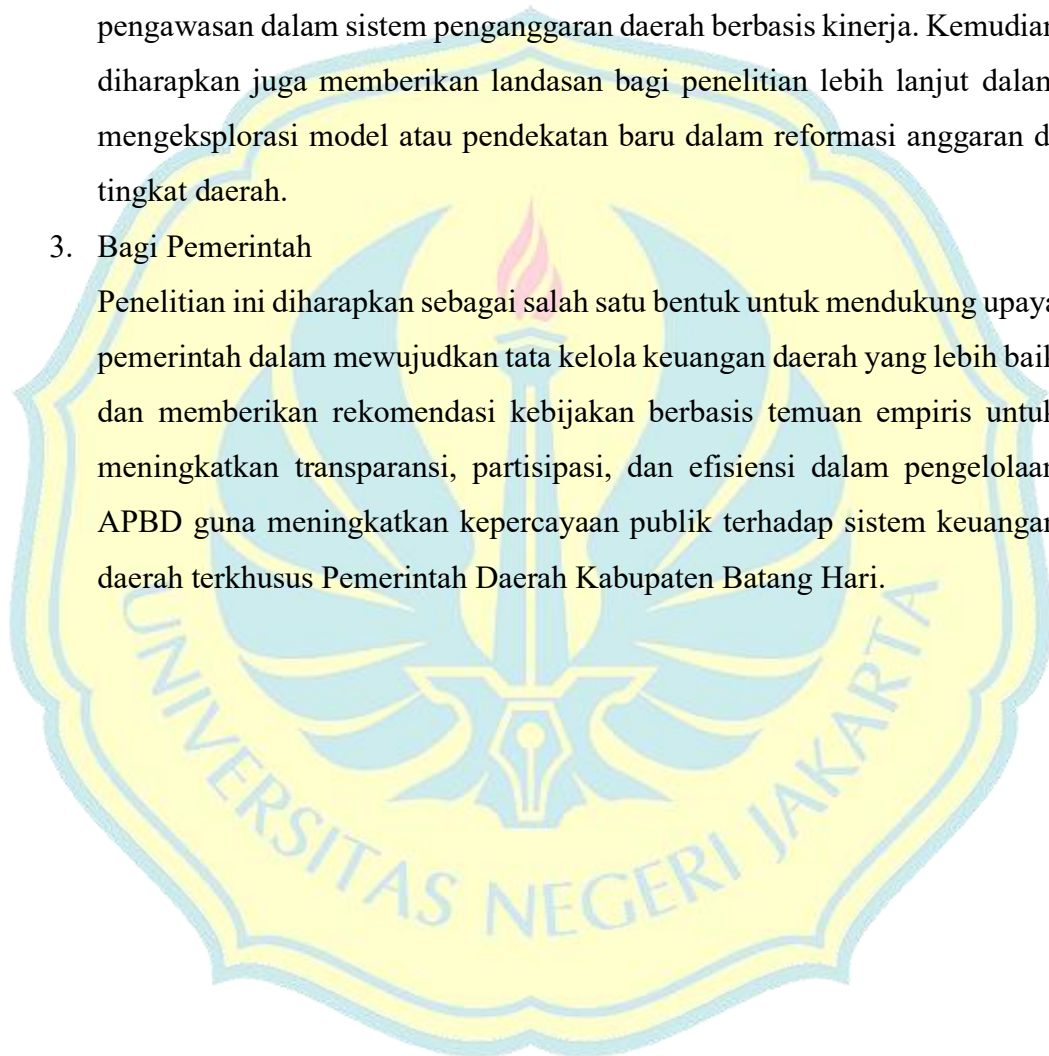 pengawasan dalam sistem penganggaran daerah berbasis kinerja. Kemudian
diharapkan juga memberikan landasan bagi penelitian lebih lanjut dalam
mengeksplorasi model atau pendekatan baru dalam reformasi anggaran di
tingkat daerah.
3. Bagi Pemerintah
Penelitian ini diharapkan sebagai salah satu bentuk untuk mendukung upaya
pemerintah dalam mewujudkan tata kelola keuangan daerah yang lebih baik
dan memberikan rekomendasi kebijakan berbasis temuan empiris untuk
meningkatkan transparansi, partisipasi, dan efisiensi dalam pengelolaan
APBD guna meningkatkan kepercayaan publik terhadap sistem keuangan
daerah terkhusus Pemerintah Daerah Kabupaten Batang Hari.
UNIVERSITAS NEGERI JAKARTA